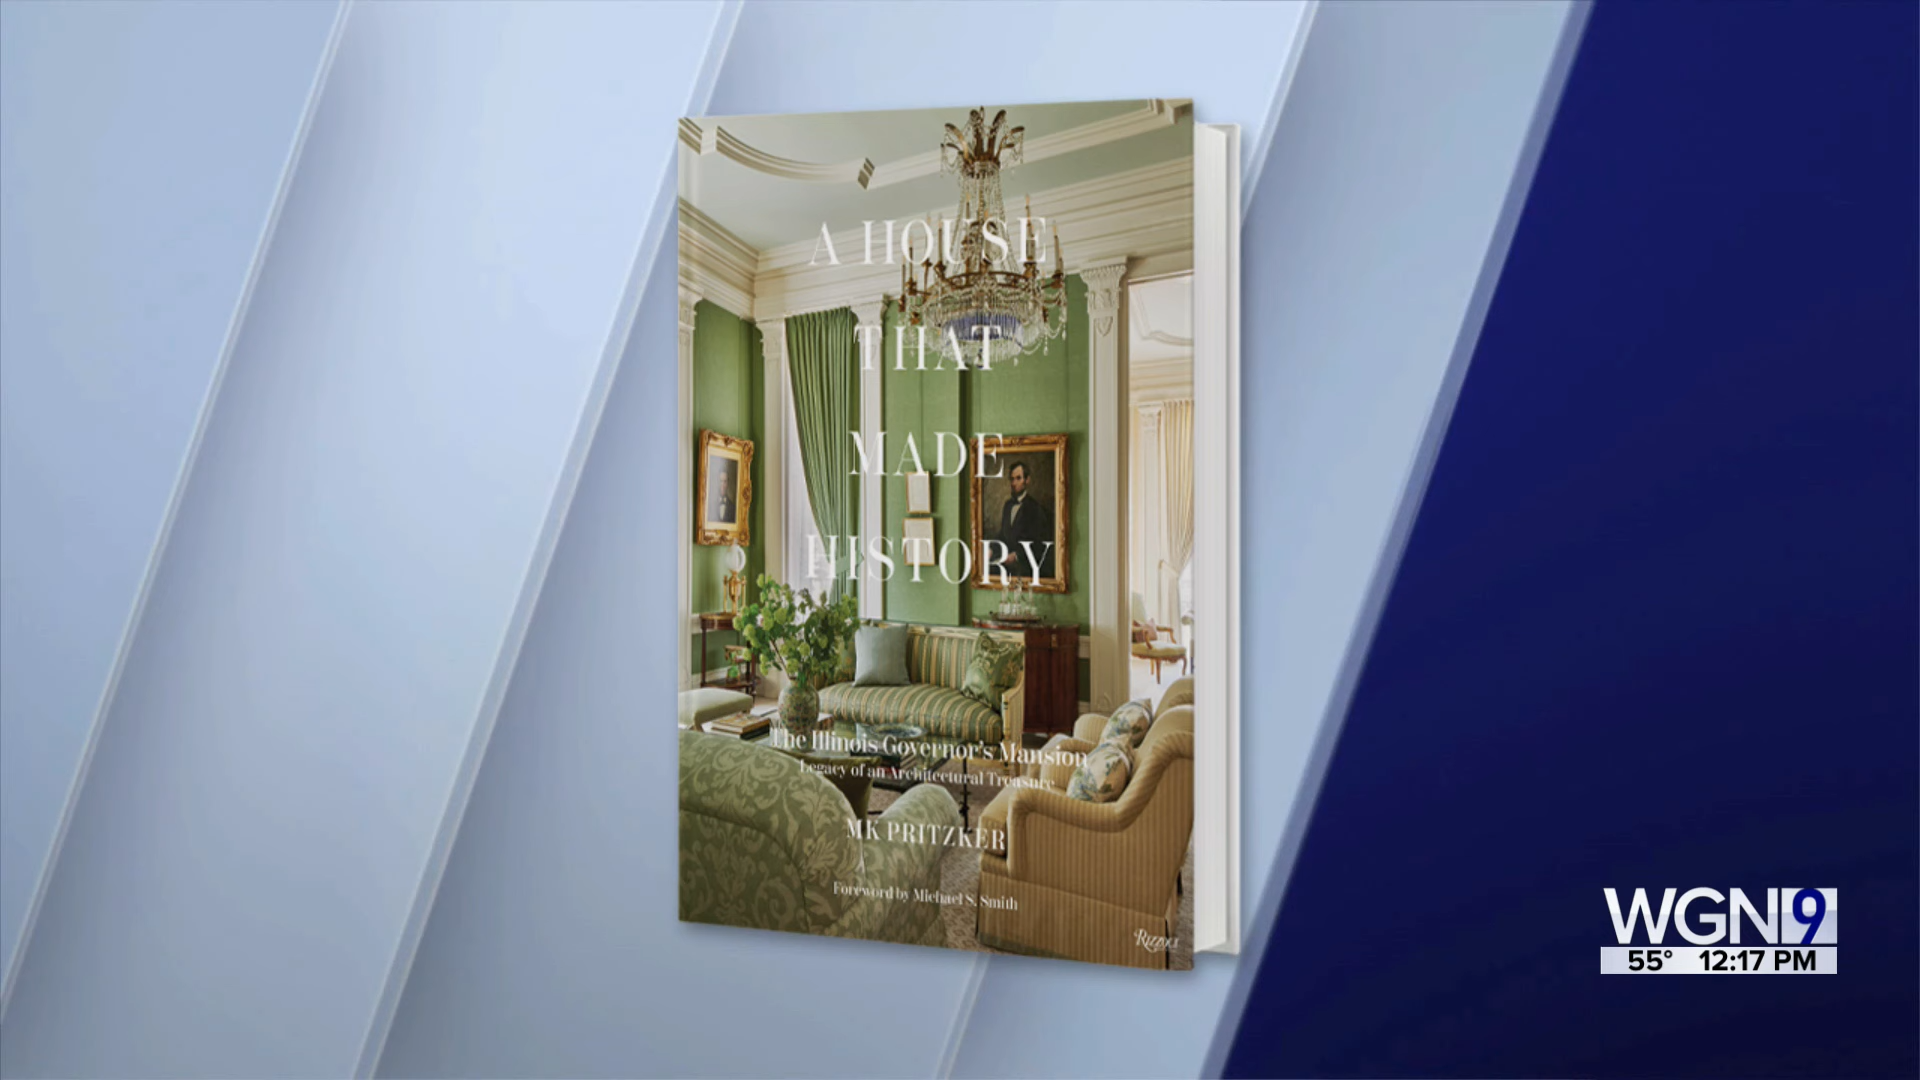 A HOUSE
THAT
MADE
HISTORY
The Illinois Governor's Mansion
Legacy of an Architectural Treasure
MK PRITZKER
Foreword by Michael S. Smith
RIZZOLI
WGN9
55° 12:17 PM